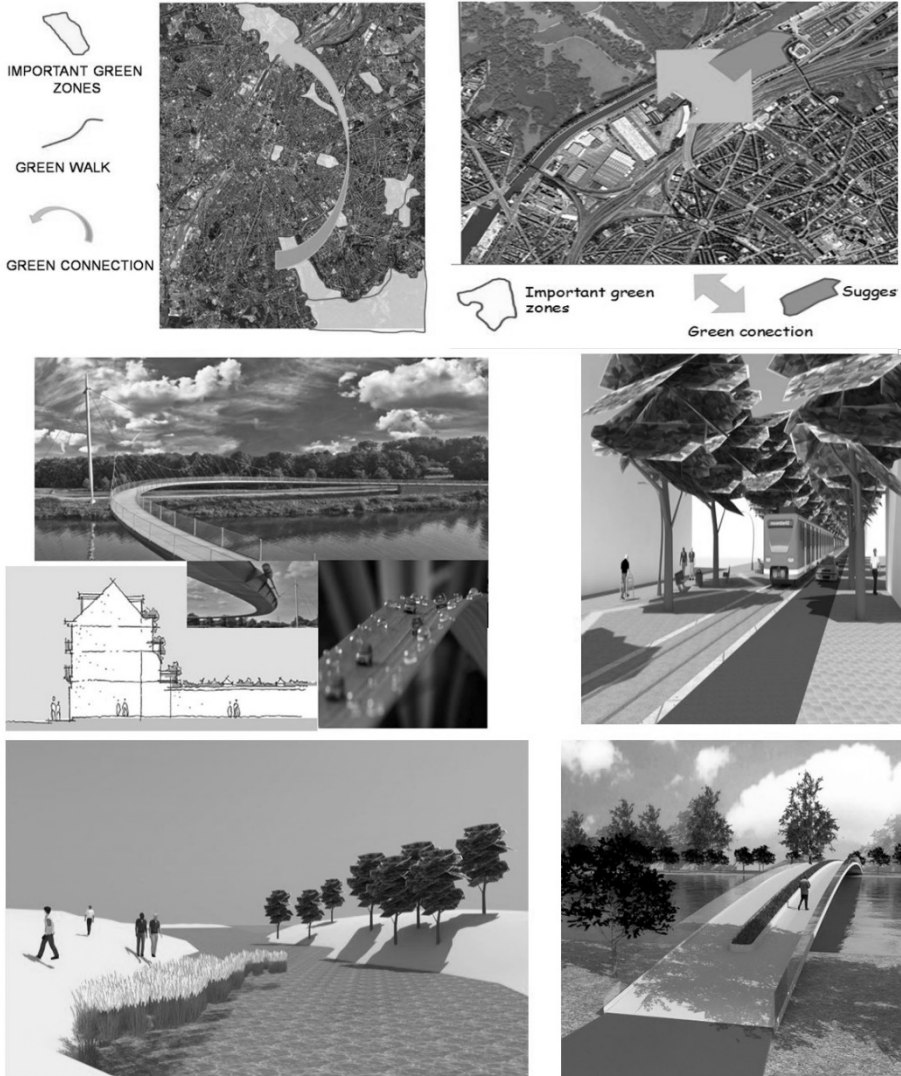 IMPORTANT GREEN
ZONES
GREEN WALK
GREEN CONNECTION
Important green
zones
Green conection
Sugges